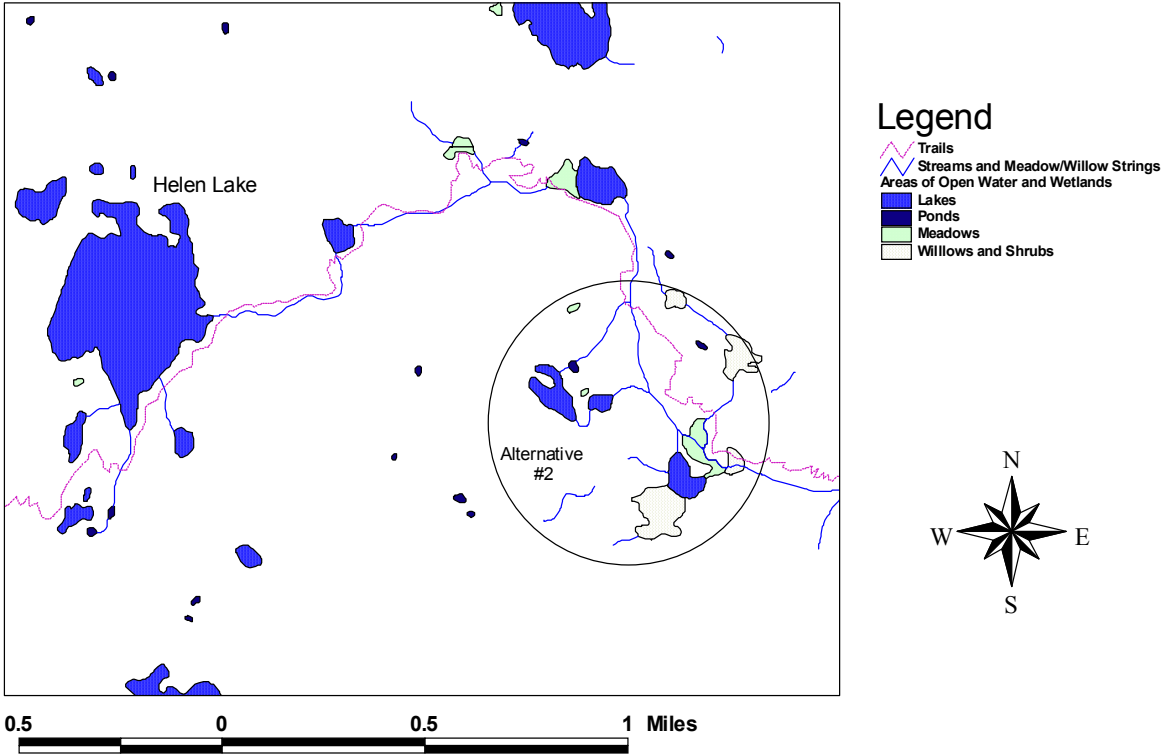 Helen Lake
Alternative
#2
Legend
Trails
Streams and Meadow/Willow Strings
Areas of Open Water and Wetlands
Lakes
Ponds
Meadows
Willows and Shrubs
N
W E
S
0.5 0 0.5 1 Miles